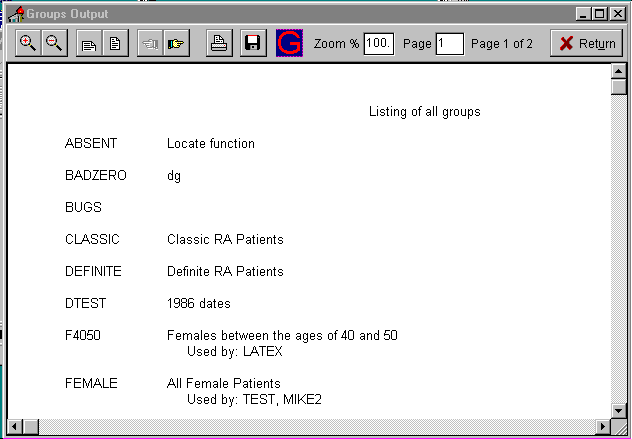 Groups Output
G Zoom % 100. Page 1 Page 1 of 2 Return
Listing of all groups
ABSENT Locate function
BADZERO dg
BUGS
CLASSIC Classic RA Patients
DEFINITE Definite RA Patients
DTEST 1986 dates
F4050 Females between the ages of 40 and 50
Used by: LATEX
FEMALE All Female Patients
Used by: TEST, MIKE2